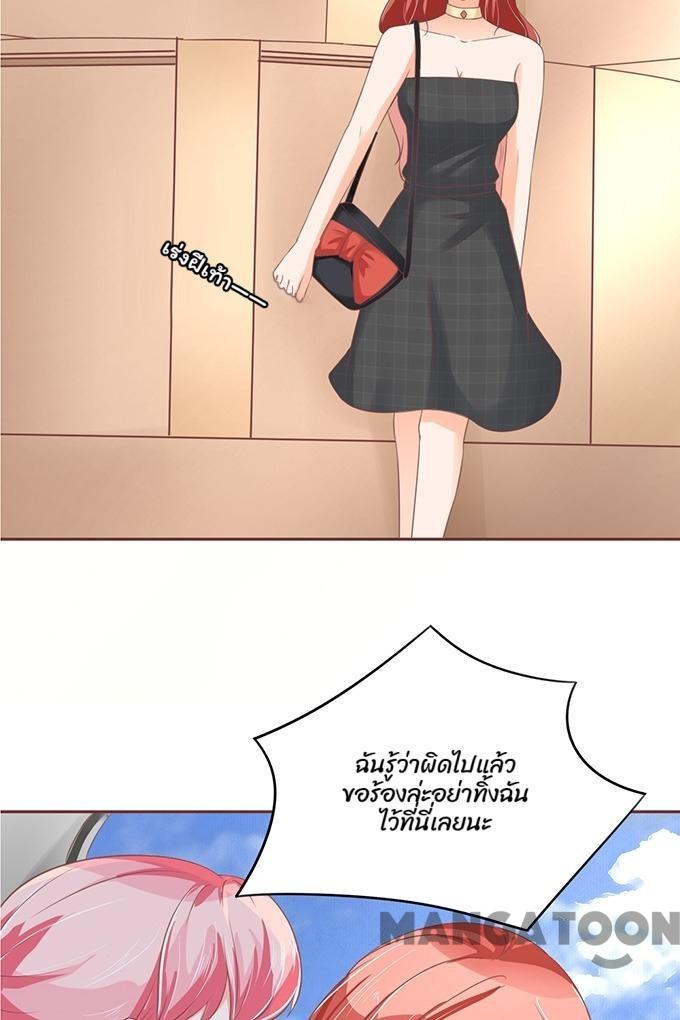 เร่งฝีเท้า——
ฉันรู้ว่าผิดไปแล้ว
ขอร้องล่ะอย่าทิ้งฉัน
ไว้ที่นี่เลยนะ
MANGATOON